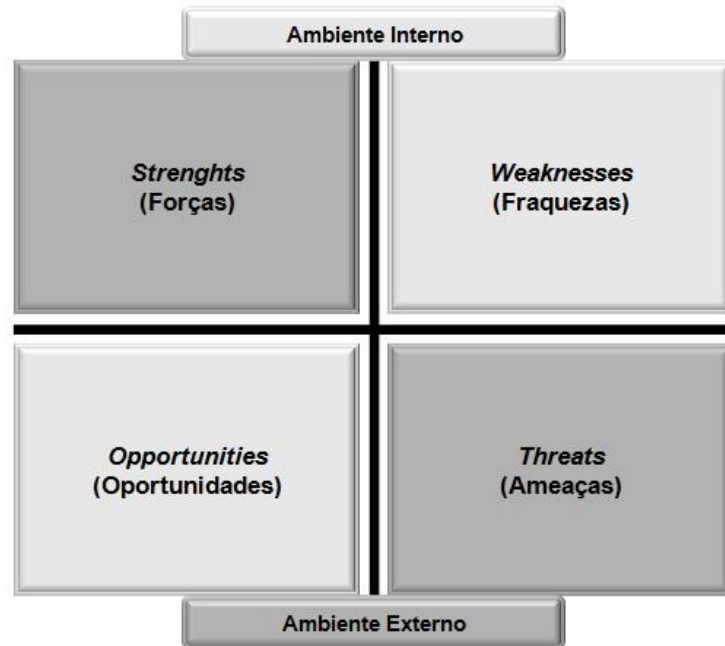 Ambiente Interno
Strenghts
(Forças)
Weaknesses
(Fraquezas)
Opportunities
(Oportunidades)
Threats
(Ameaças)
Ambiente Externo